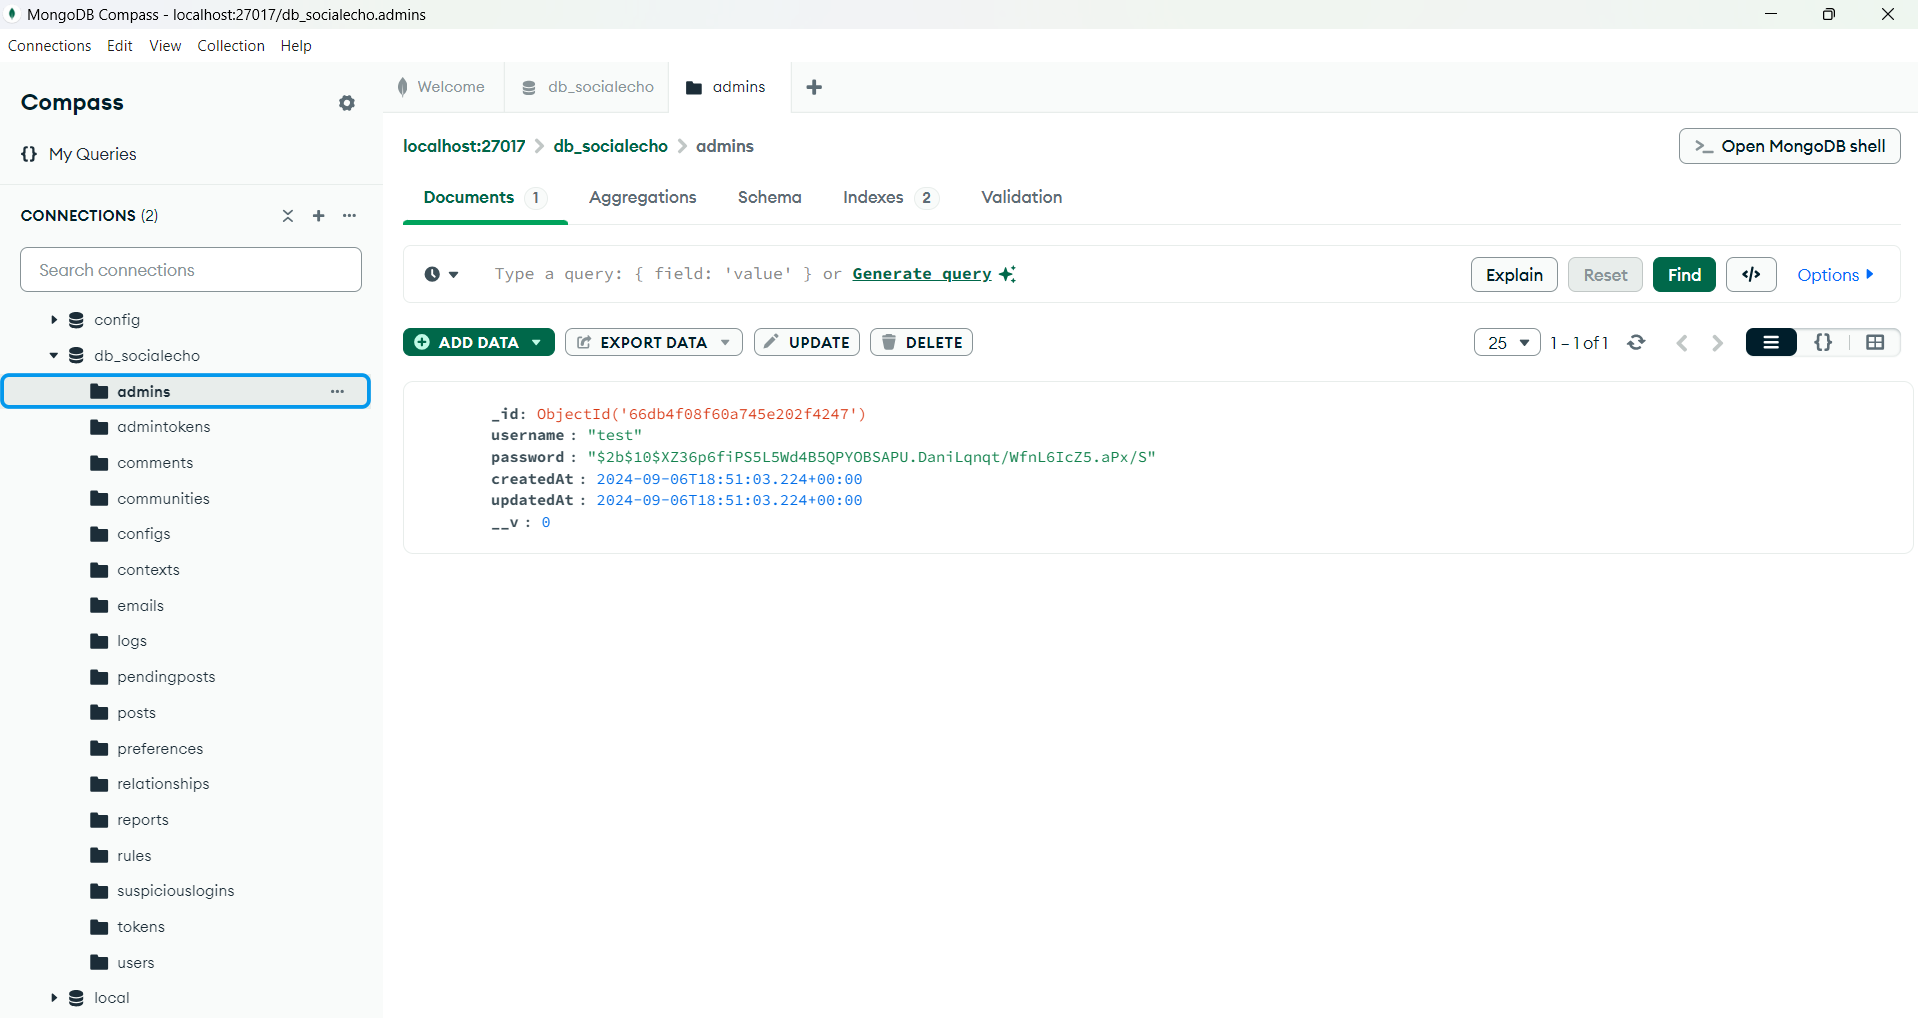 MongoDB Compass - localhost:27017/db_socialecho.admins
Connections Edit View Collection Help
Compass
My Queries
CONNECTIONS (2)
Search connections
config
db_socialecho
admins
admintokens
comments
communities
configs
contexts
emails
logs
pendingposts
posts
preferences
relationships
reports
rules
suspiciouslogins
tokens
users
local
Welcome db_socialecho admins
localhost:27017 > db_socialecho > admins
>_ Open MongoDB shell
Documents 1 Aggregations Schema Indexes 2 Validation
Type a query: { field: 'value' } or Generate query
Explain Reset Find </> Options
ADD DATA EXPORT DATA UPDATE DELETE
25 1 – 1 of 1 {}
_id: ObjectId('66db4f08f60a745e202f4247')
username : "test"
password : "$2b$10$XZ36p6fiPS5L5Wd4B5QPYOBSAPU.DaniLqnqt/WfnL6IcZ5.aPx/S"
createdAt : 2024-09-06T18:51:03.224+00:00
updatedAt : 2024-09-06T18:51:03.224+00:00
__v : 0